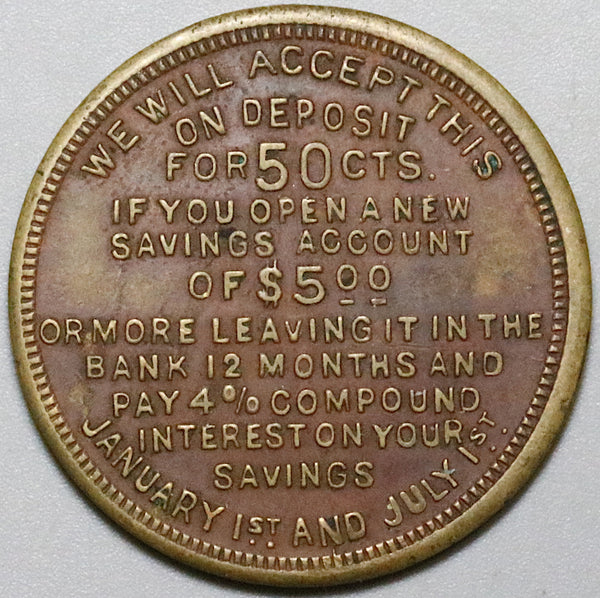 WE WILL ACCEPT THIS
ON DEPOSIT
FOR 50 CTS.
IF YOU OPEN A NEW
SAVINGS ACCOUNT
OF $5 00
OR MORE LEAVING IT IN THE
BANK 12 MONTHS AND
PAY 4% COMPOUND
INTEREST ON YOUR
SAVINGS
JANUARY 1ST. AND JULY 1ST.